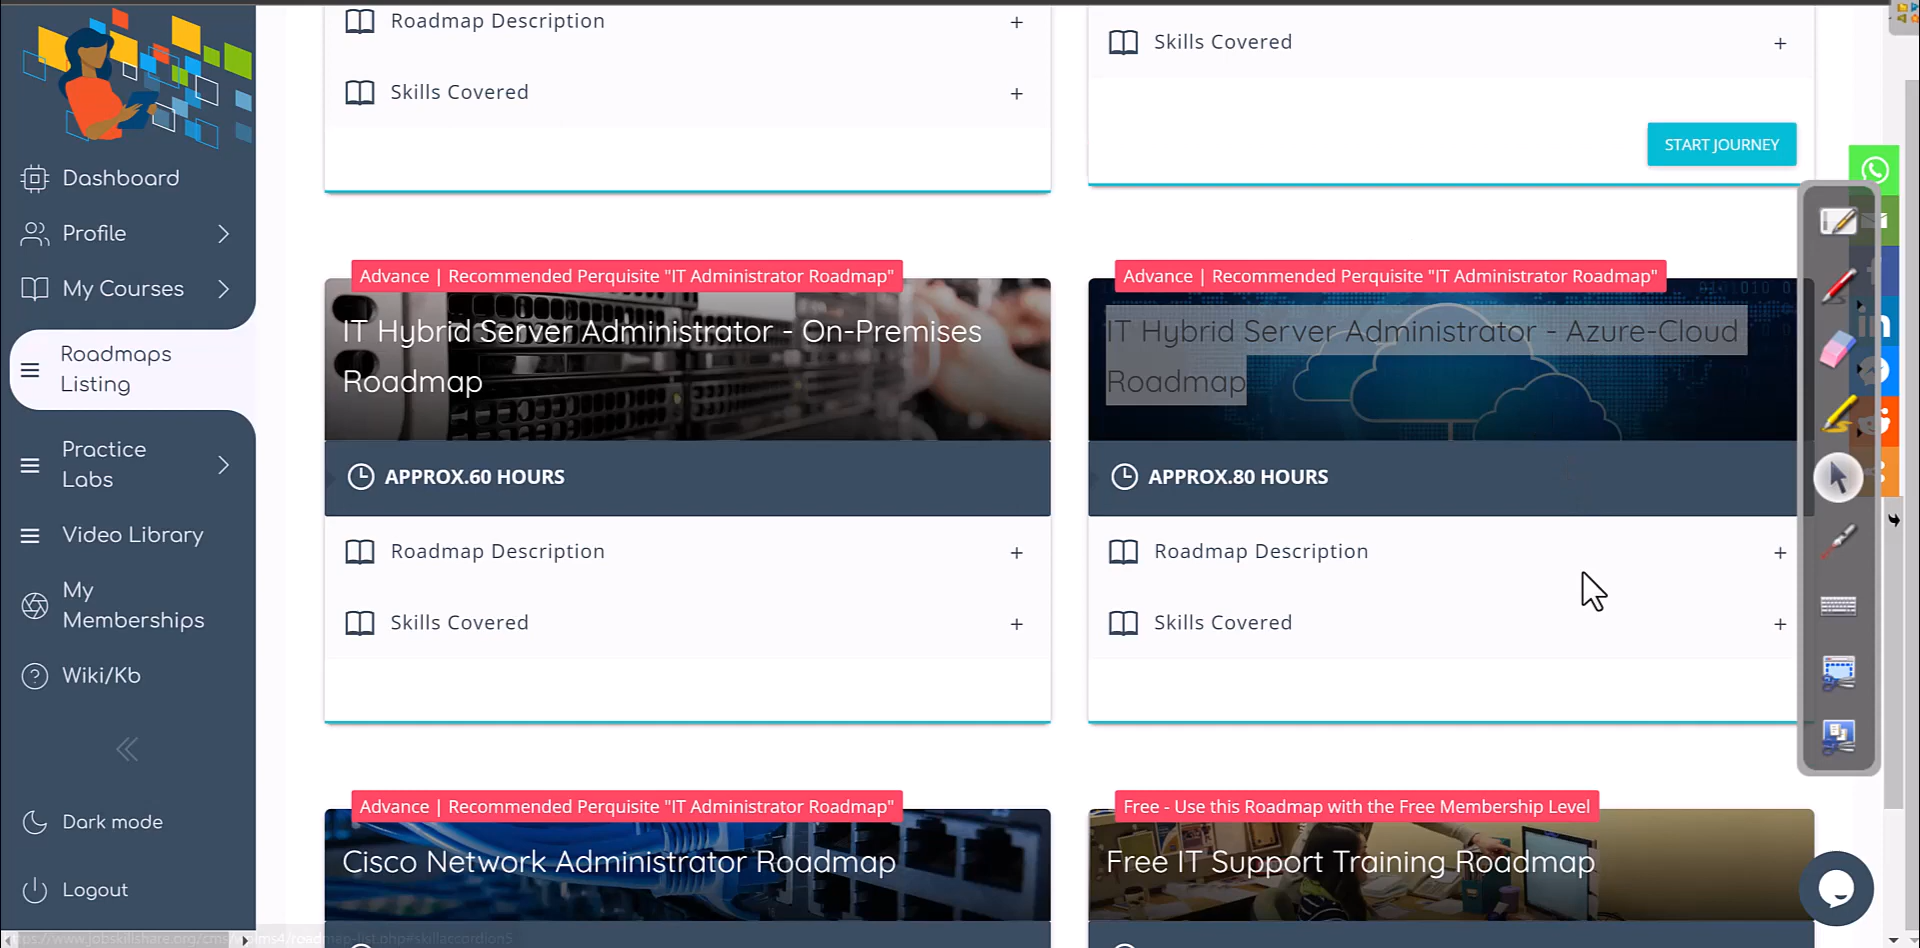 Dashboard
Profile
My Courses
Roadmaps
Listing
Practice
Labs
Video Library
My
Memberships
Wiki/Kb
Dark mode
Logout
Roadmap Description
+
Skills Covered
+
Skills Covered
+
START JOURNEY
Advance | Recommended Perquisite "IT Administrator Roadmap"
IT Hybrid Server Administrator - On-Premises
Roadmap
APPROX.60 HOURS
Roadmap Description
+
Skills Covered
+
Advance | Recommended Perquisite "IT Administrator Roadmap"
IT Hybrid Server Administrator - Azure-Cloud
Roadmap
APPROX.80 HOURS
Roadmap Description
+
Skills Covered
+
Advance | Recommended Perquisite "IT Administrator Roadmap"
Cisco Network Administrator Roadmap
Free - Use this Roadmap with the Free Membership Level
Free IT Support Training Roadmap
in